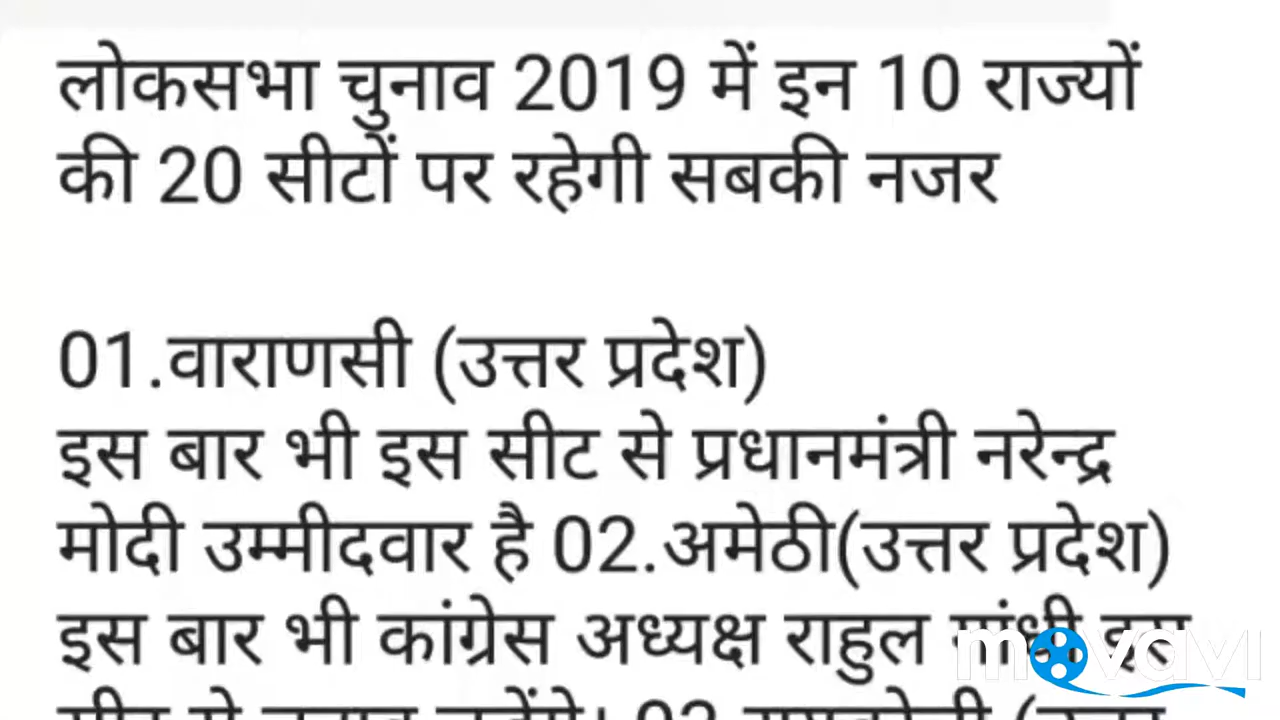 लोकसभा चुनाव 2019 में इन 10 राज्यों
की 20 सीटों पर रहेगी सबकी नजर
01.वाराणसी (उत्तर प्रदेश)
इस बार भी इस सीट से प्रधानमंत्री नरेन्द्र
मोदी उम्मीदवार है 02.अमेठी(उत्तर प्रदेश)
इस बार भी कांग्रेस अध्यक्ष राहुल गांधी इस
movavi